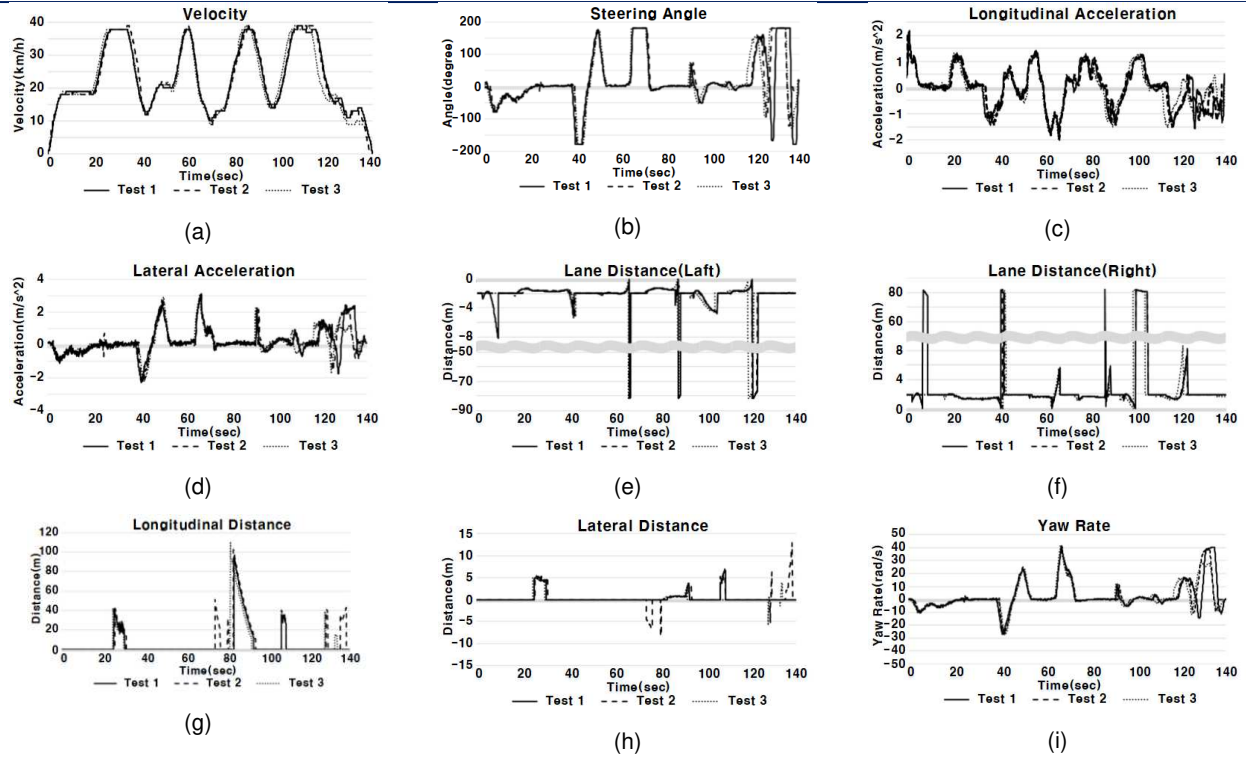 Velocity
Velocity(km/h)
40
30
20
10
0
0 20 40 60 80 100 120 140
Time(sec)
Test 1 Test 2 Test 3
(a)
Steering Angle
Angle(degree)
200
100
0
−100
−200
0 20 40 60 80 100 120 140
Time(sec)
Test 1 Test 2 Test 3
(b)
Longitudinal Acceleration
Acceleration(m/s^2)
2
1
0
−1
−2
0 20 40 60 80 100 120 140
Time(sec)
Test 1 Test 2 Test 3
(c)
Lateral Acceleration
Acceleration(m/s^2)
4
2
0
−2
−4
0 20 40 60 80 100 120 140
Time(sec)
Test 1 Test 2 Test 3
(d)
Lane Distance(Laft)
Distance(m)
0
−4
−8
−50
−70
−90
0 20 40 60 80 100 120 140
Time(sec)
Test 1 Test 2 Test 3
(e)
Lane Distance(Right)
Distance(m)
80
60
8
4
0
0 20 40 60 80 100 120 140
Time(sec)
Test 1 Test 2 Test 3
(f)
Longitudinal Distance
Distance(m)
120
100
80
60
40
20
0
0 20 40 60 80 100 120 140
Time(sec)
Test 1 Test 2 Test 3
(g)
Lateral Distance
Distance(m)
15
10
5
0
−5
−10
−15
0 20 40 60 80 100 120 140
Time(sec)
Test 1 Test 2 Test 3
(h)
Yaw Rate
Yaw Rate(rad/s)
50
40
30
20
10
0
−10
−20
−30
−40
−50
0 20 40 60 80 100 120 140
Time(sec)
Test 1 Test 2 Test 3
(i)